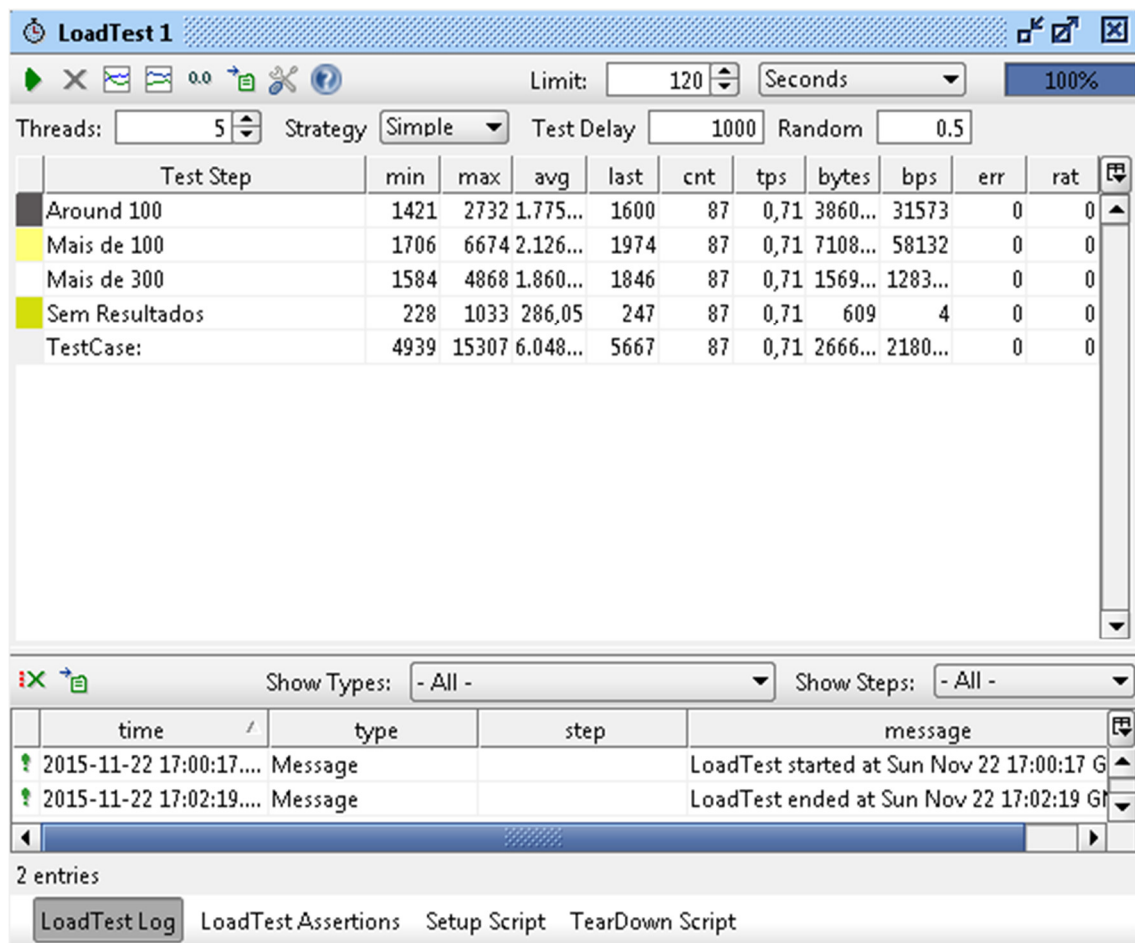 LoadTest 1
0.0 Limit: 120 Seconds 100%
Threads: 5 Strategy Simple Test Delay 1000 Random 0.5
Test Step min max avg last cnt tps bytes bps err rat
Around 100 1421 2732 1.775... 1600 87 0,71 3860... 31573 0 0
Mais de 100 1706 6674 2.126... 1974 87 0,71 7108... 58132 0 0
Mais de 300 1584 4868 1.860... 1846 87 0,71 1569... 1283... 0 0
Sem Resultados 228 1033 286,05 247 87 0,71 609 4 0 0
TestCase: 4939 15307 6.048... 5667 87 0,71 2666... 2180... 0 0
Show Types: - All - Show Steps: - All -
time type step message
2015-11-22 17:00:17.... Message LoadTest started at Sun Nov 22 17:00:17 G
2015-11-22 17:02:19.... Message LoadTest ended at Sun Nov 22 17:02:19 GM
2 entries
LoadTest Log LoadTest Assertions Setup Script TearDown Script